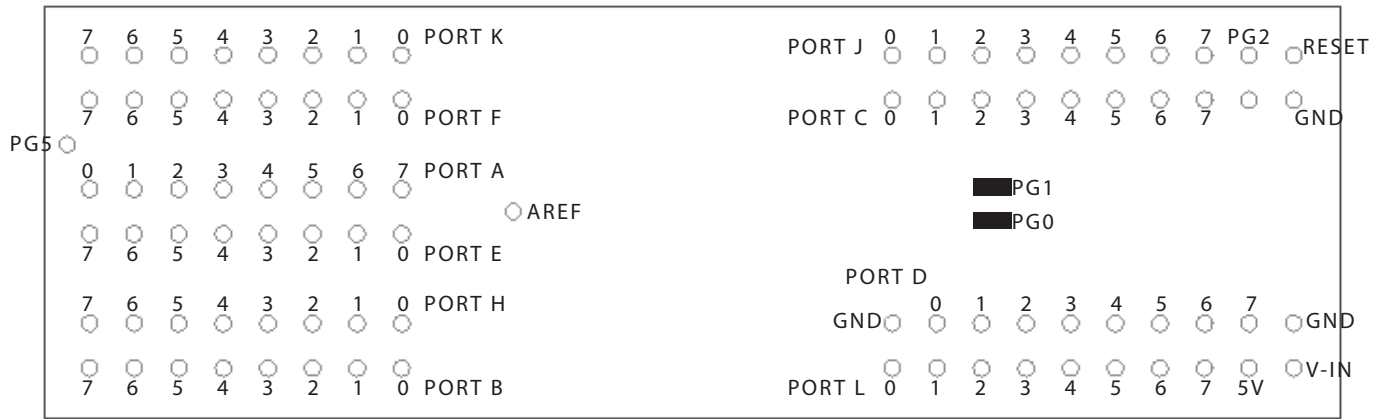 7 6 5 4 3 2 1 0 PORT K
PORT J 0 1 2 3 4 5 6 7 PG2 RESET
7 6 5 4 3 2 1 0 PORT F
PORT C 0 1 2 3 4 5 6 7 GND
PG5
0 1 2 3 4 5 6 7 PORT A
PG1
AREF
PG0
7 6 5 4 3 2 1 0 PORT E
PORT D
7 6 5 4 3 2 1 0 PORT H
0 1 2 3 4 5 6 7
GND GND
V-IN
7 6 5 4 3 2 1 0 PORT B
PORT L 0 1 2 3 4 5 6 7 5V